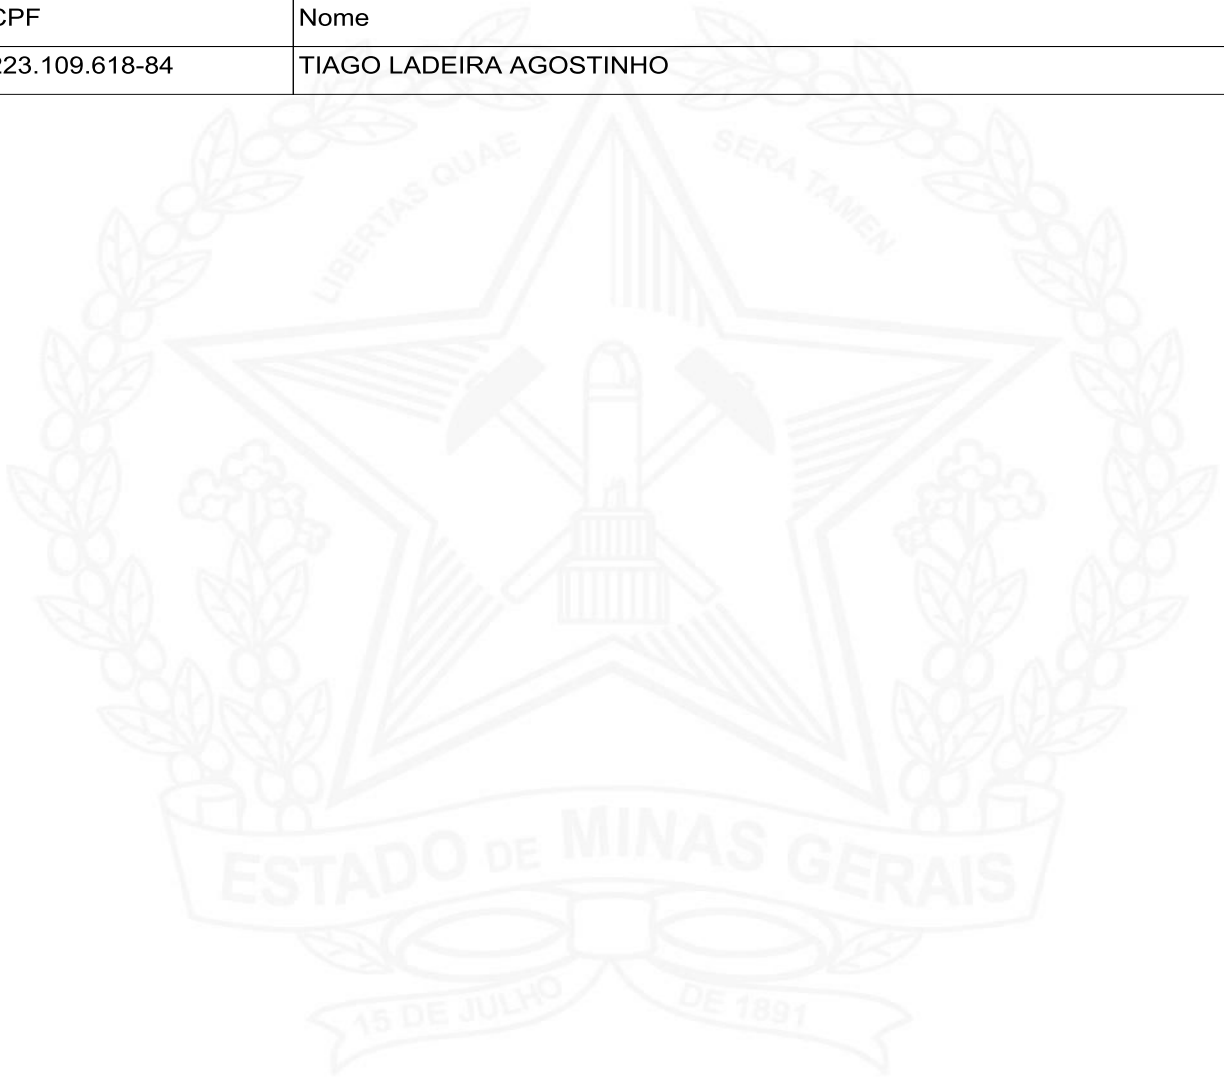 CPF Nome
223.109.618-84 TIAGO LADEIRA AGOSTINHO
LIBERTAS QUAE SERA TAMEN
ESTADO DE MINAS GERAIS
15 DE JULHO DE 1891